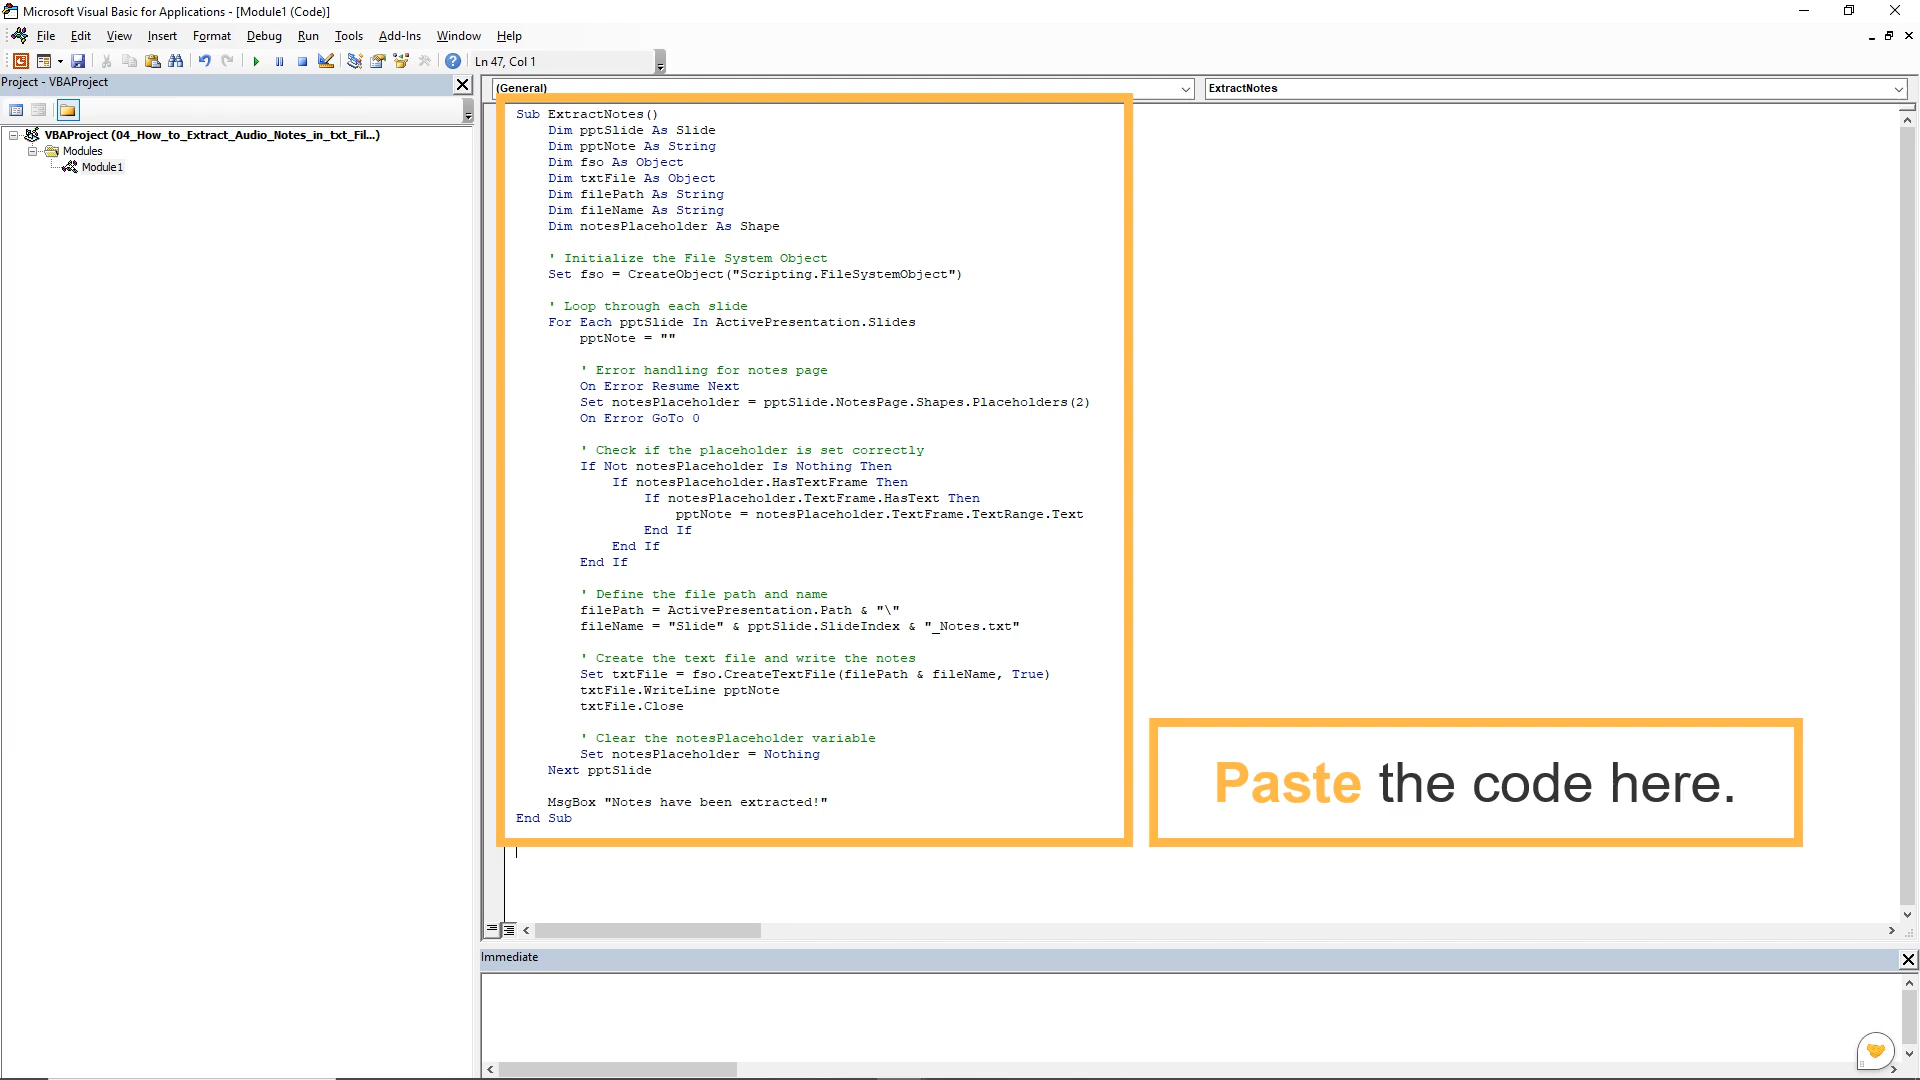 Microsoft Visual Basic for Applications - [Module1 (Code)]
File Edit View Insert Format Debug Run Tools Add-Ins Window Help
Ln 47, Col 1
Project - VBAProject
VBAProject (04_How_to_Extract_Audio_Notes_in_txt_Fil...)
Modules
Module1
(General)
ExtractNotes
Sub ExtractNotes()
    Dim pptSlide As Slide
    Dim pptNote As String
    Dim fso As Object
    Dim txtFile As Object
    Dim filePath As String
    Dim fileName As String
    Dim notesPlaceholder As Shape
    ' Initialize the File System Object
    Set fso = CreateObject("Scripting.FileSystemObject")
    ' Loop through each slide
    For Each pptSlide In ActivePresentation.Slides
        pptNote = ""
        ' Error handling for notes page
        On Error Resume Next
        Set notesPlaceholder = pptSlide.NotesPage.Shapes.Placeholders(2)
        On Error GoTo 0
        ' Check if the placeholder is set correctly
        If Not notesPlaceholder Is Nothing Then
            If notesPlaceholder.HasTextFrame Then
                If notesPlaceholder.TextFrame.HasText Then
                    pptNote = notesPlaceholder.TextFrame.TextRange.Text
                End If
            End If
        End If
        ' Define the file path and name
        filePath = ActivePresentation.Path & "\"
        fileName = "Slide" & pptSlide.SlideIndex & "_Notes.txt"
        ' Create the text file and write the notes
        Set txtFile = fso.CreateTextFile(filePath & fileName, True)
        txtFile.WriteLine pptNote
        txtFile.Close
        ' Clear the notesPlaceholder variable
        Set notesPlaceholder = Nothing
    Next pptSlide
    MsgBox "Notes have been extracted!"
End Sub
Paste the code here.
Immediate